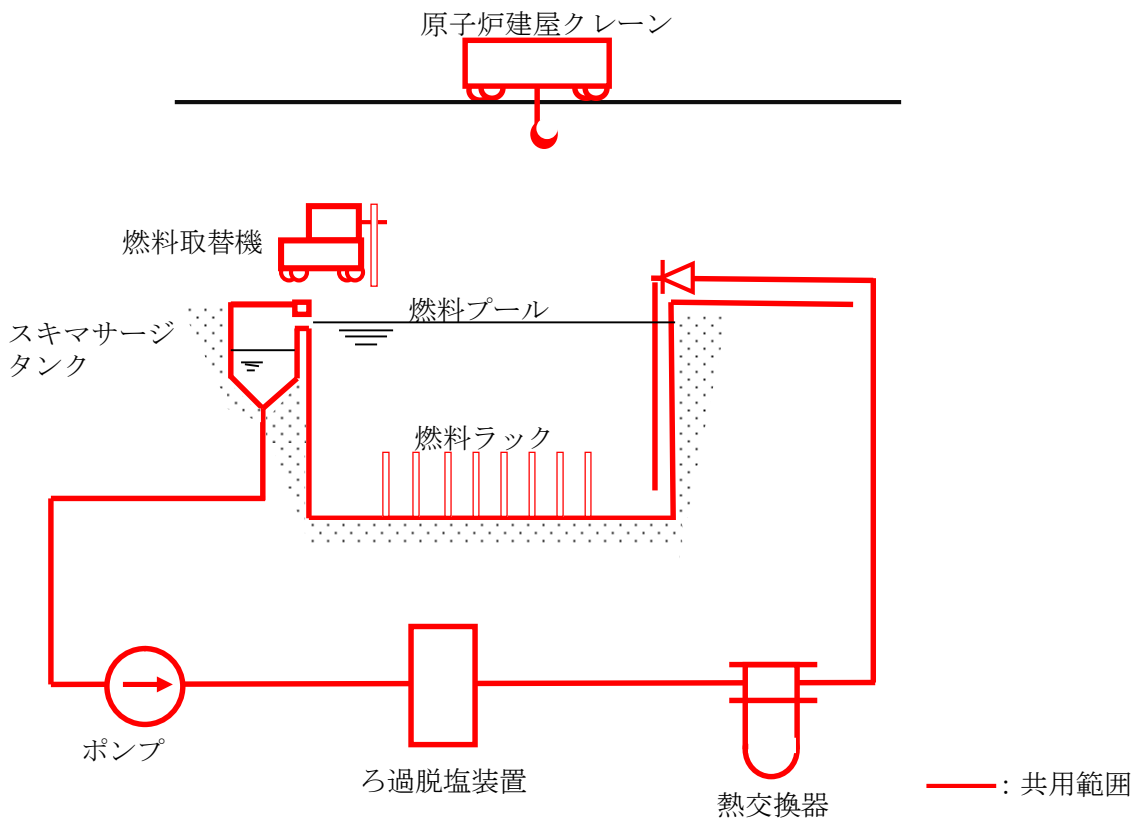 原子炉建屋クレーン
燃料取替機
燃料プール
スキマサージ
タンク
燃料ラック
ポンプ
ろ過脱塩装置
熱交換器
：共用範囲